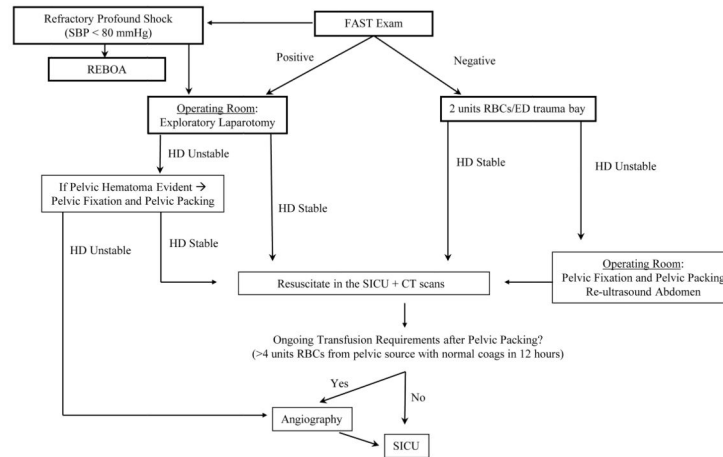 Refractory Profound Shock
(SBP < 80 mmHg)
FAST Exam
REBOA
Positive
Negative
Operating Room:
Exploratory Laparotomy
2 units RBCs/ED trauma bay
HD Unstable
HD Stable
HD Stable
HD Unstable
If Pelvic Hematoma Evident →
Pelvic Fixation and Pelvic Packing
HD Unstable
HD Stable
Operating Room:
Pelvic Fixation and Pelvic Packing
Re-ultrasound Abdomen
Resuscitate in the SICU + CT scans
Ongoing Transfusion Requirements after Pelvic Packing?
(>4 units RBCs from pelvic source with normal coags in 12 hours)
Yes
No
Angiography
SICU